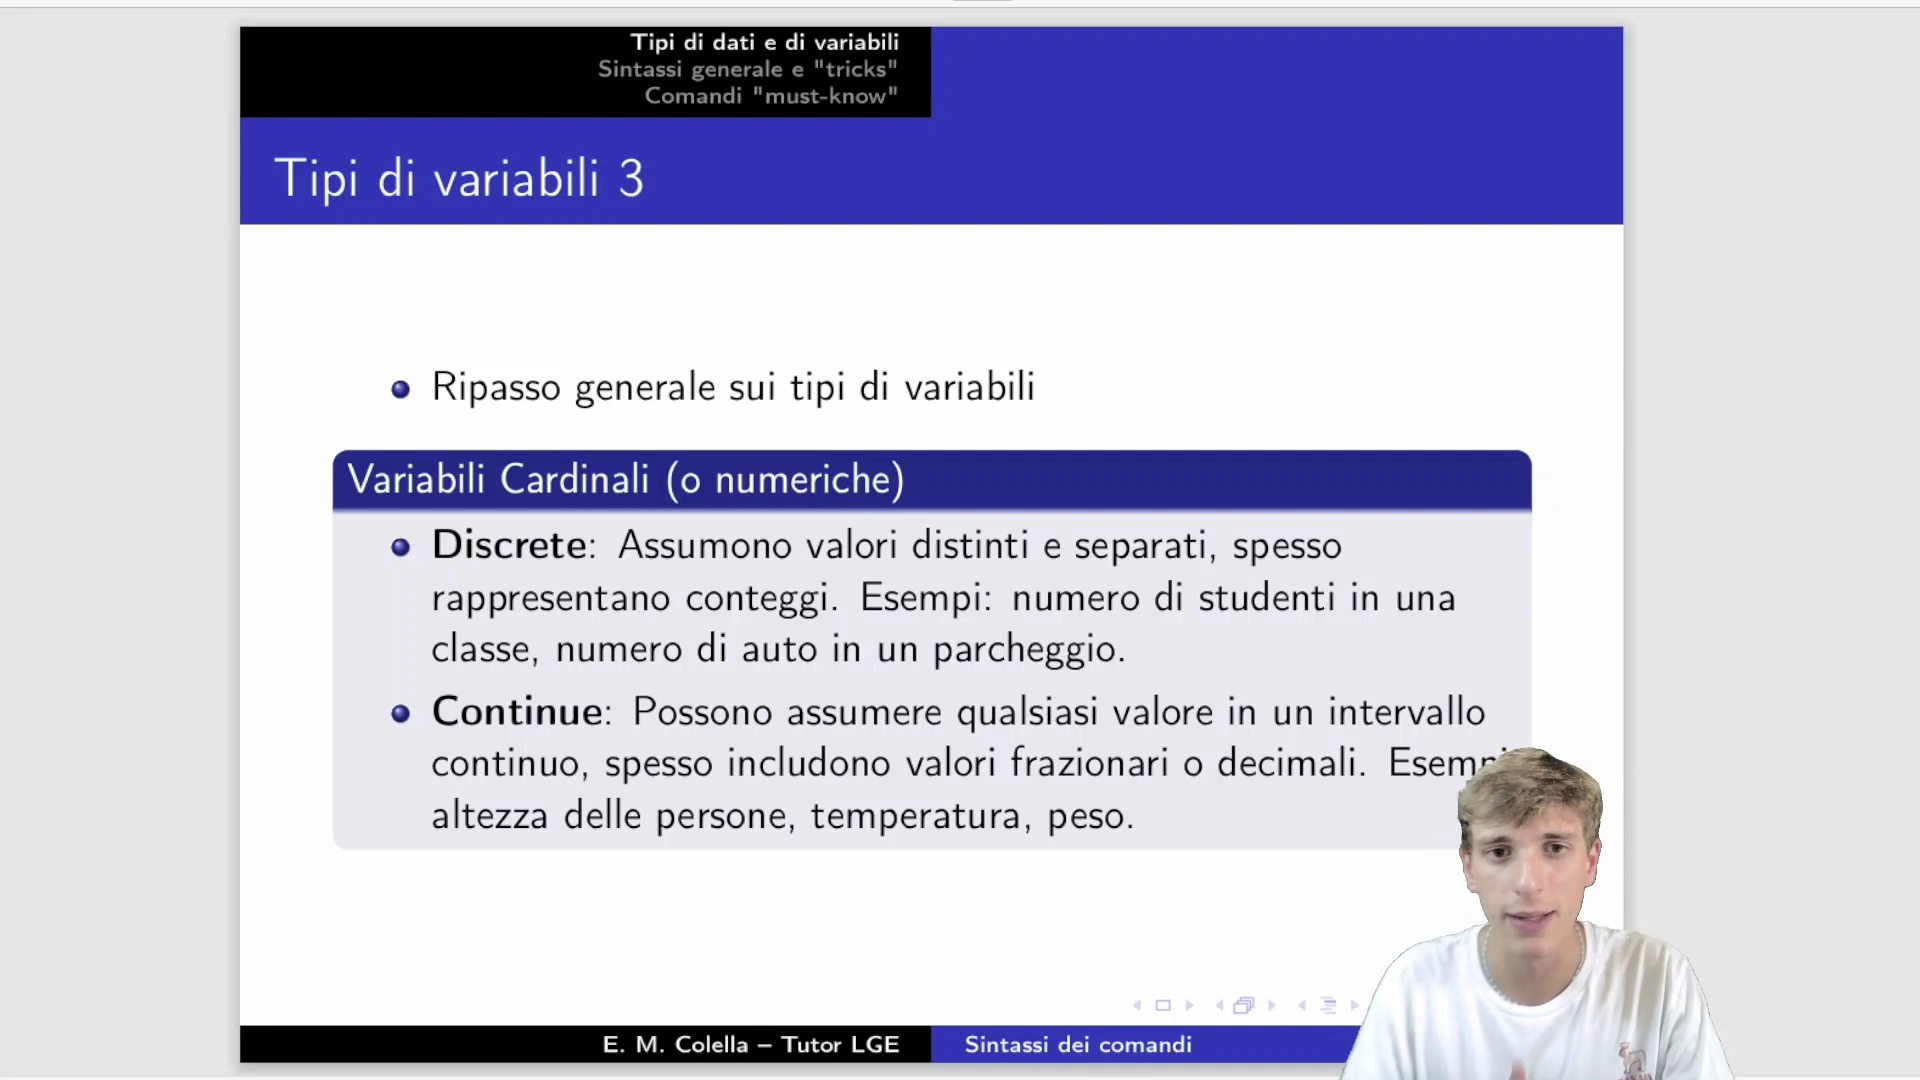 Tipi di dati e di variabili
Sintassi generale e "tricks"
Comandi "must-know"
Tipi di variabili 3
Ripasso generale sui tipi di variabili
Variabili Cardinali (o numeriche)
Discrete: Assumono valori distinti e separati, spesso
rappresentano conteggi. Esempi: numero di studenti in una
classe, numero di auto in un parcheggio.
Continue: Possono assumere qualsiasi valore in un intervallo
continuo, spesso includono valori frazionari o decimali.
altezza delle persone, temperatura, peso.
E. M. Colella – Tutor LGE
Sintassi dei comandi